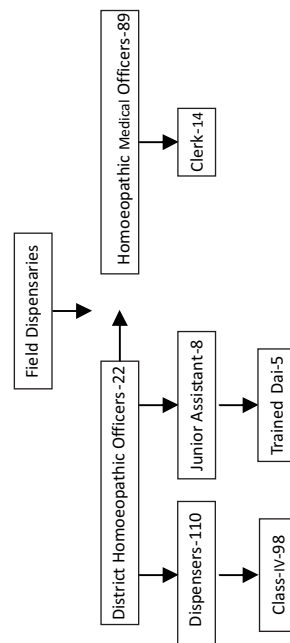 Field Dispensaries
District Homoeopathic Officers-22
Homoeopathic Medical Officers-89
Dispensers-110
Junior Assistant-8
Clerk-14
Class-IV-98
Trained Dai-5